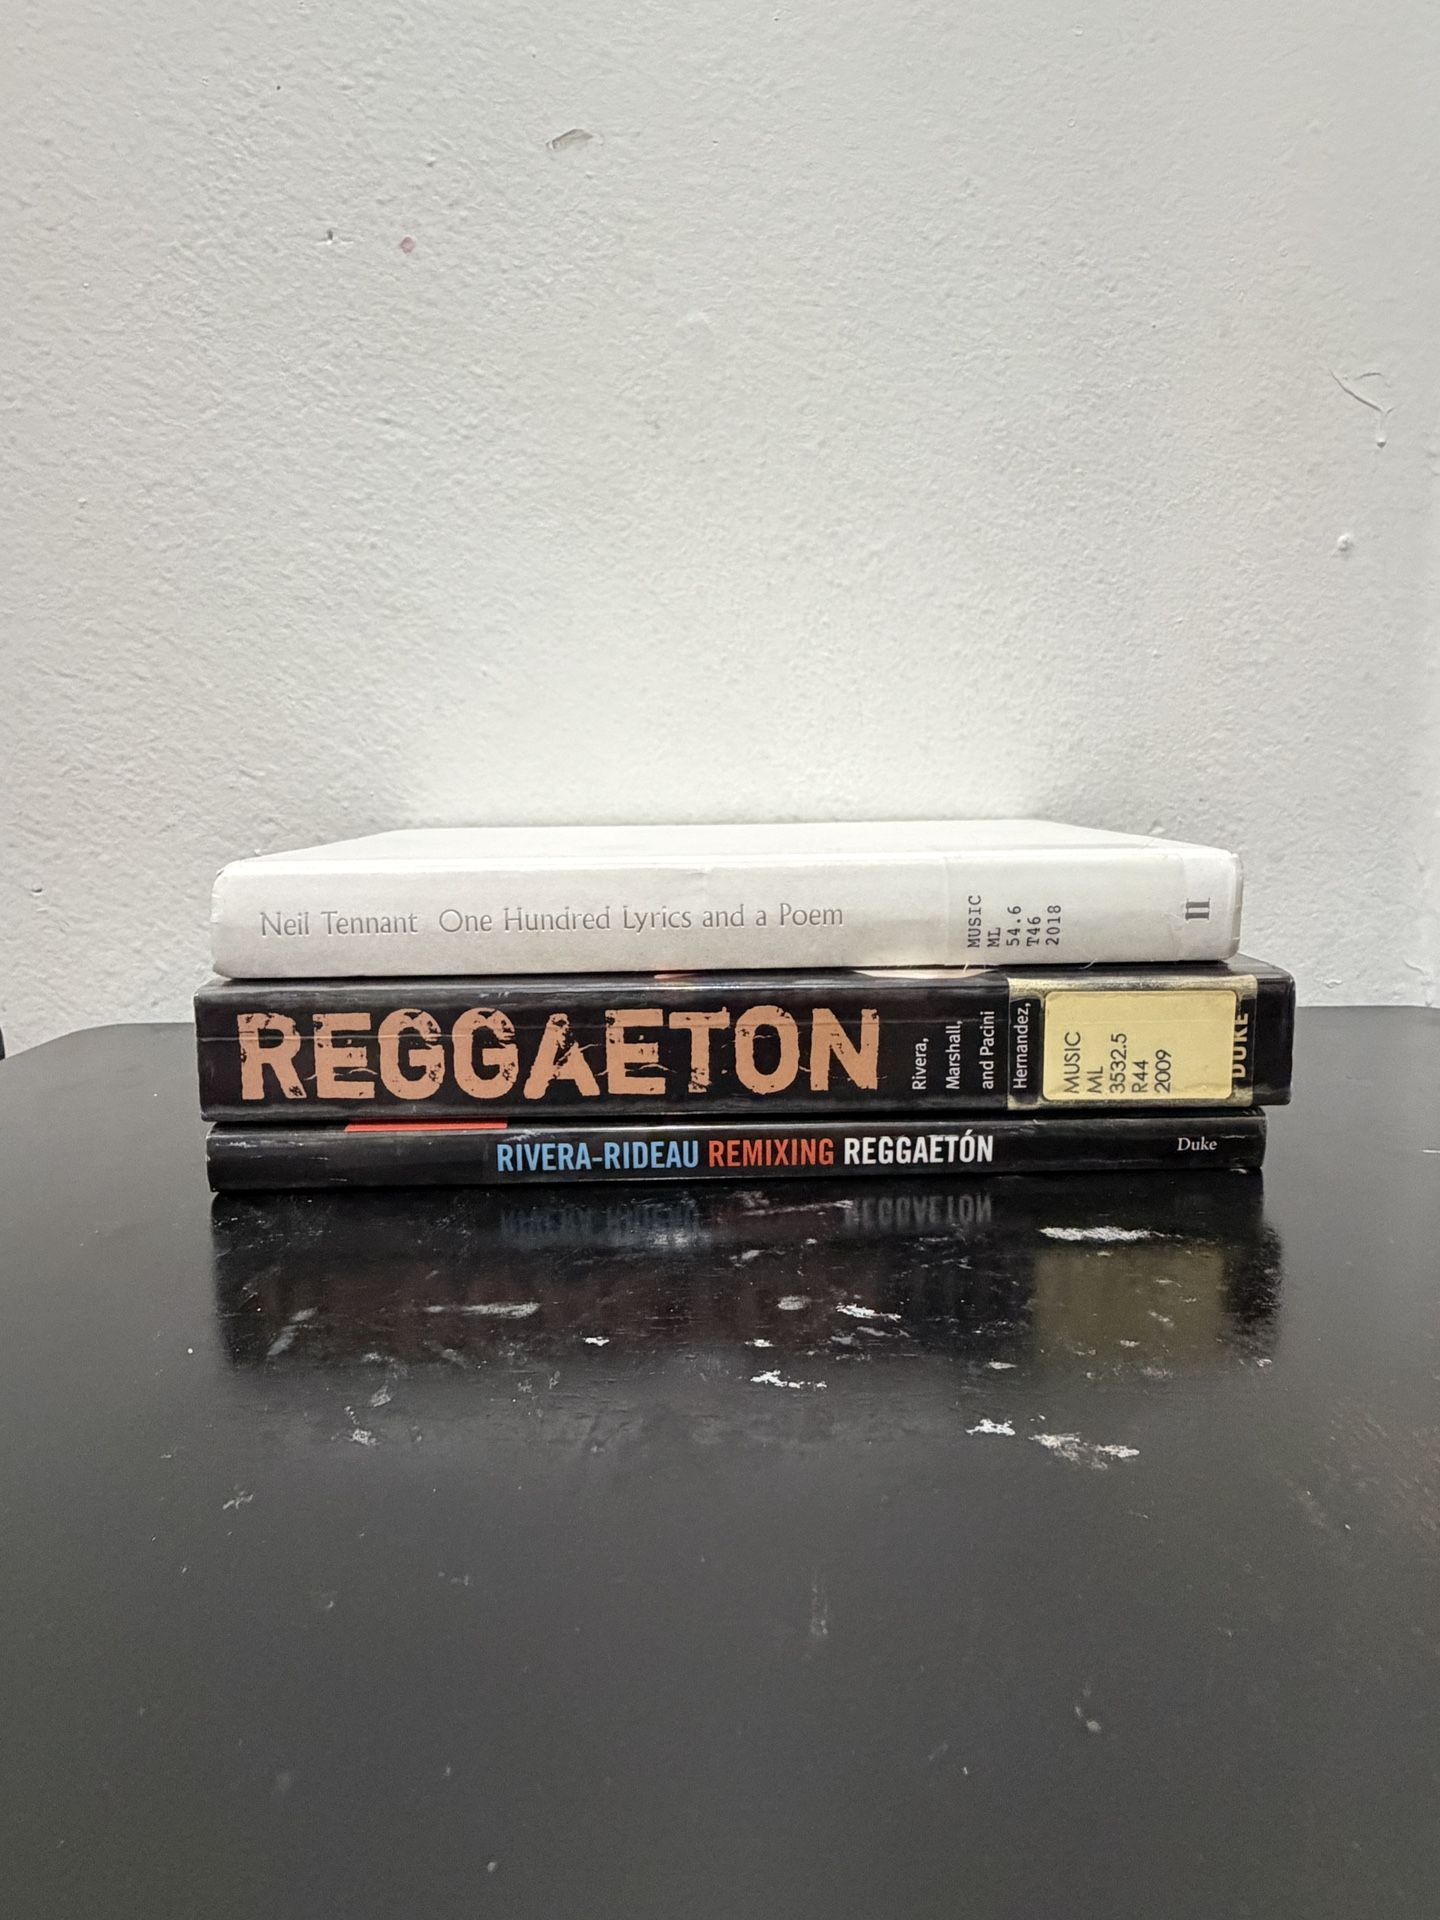 Neil Tennant One Hundred Lyrics and a Poem
MUSIC
ML
54.6
T46
2018
REGGAETON
Rivera,
Marshall,
and Pacini
Hernandez,
MUSIC
ML
3532.5
R44
2009
DUKE
RIVERA-RIDEAU REMIXING REGGAETÓN
Duke